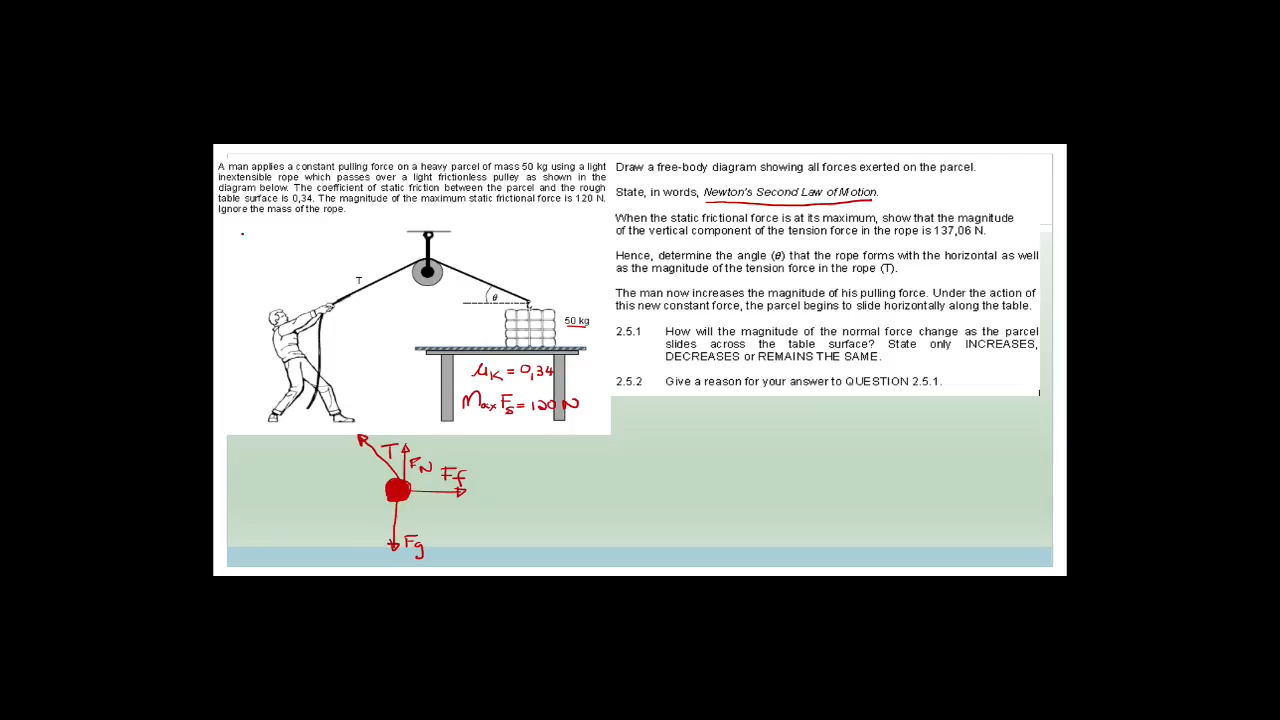 A man applies a constant pulling force on a heavy parcel of mass 50 kg using a light
inextensible rope which passes over a light frictionless pulley as shown in the
diagram below. The coefficient of static friction between the parcel and the rough
table surface is 0,34. The magnitude of the maximum static frictional force is 120 N.
Ignore the mass of the rope.
T
θ
50 kg
μK = 0,34
Max Fs = 120 N
T
FN
Ff
Fg
Draw a free-body diagram showing all forces exerted on the parcel.
State, in words, Newton's Second Law of Motion.
When the static frictional force is at its maximum, show that the magnitude
of the vertical component of the tension force in the rope is 137,06 N.
Hence, determine the angle (θ) that the rope forms with the horizontal as well
as the magnitude of the tension force in the rope (T).
The man now increases the magnitude of his pulling force. Under the action of
this new constant force, the parcel begins to slide horizontally along the table.
2.5.1 How will the magnitude of the normal force change as the parcel
slides across the table surface? State only INCREASES,
DECREASES or REMAINS THE SAME.
2.5.2 Give a reason for your answer to QUESTION 2.5.1.